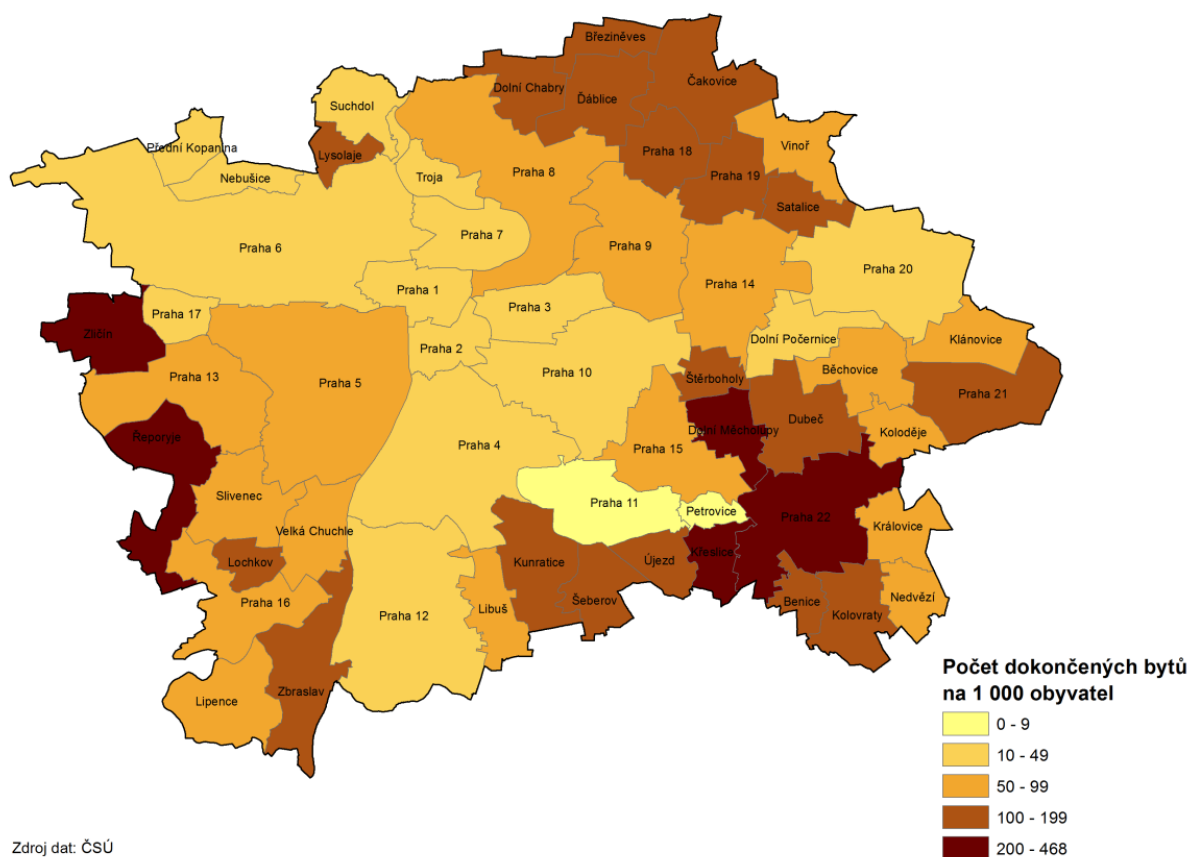 Březiněves
Dolní Chabry
Ďáblice
Čakovice
Suchdol
Přední Kopanina
Lysolaje
Vinoř
Praha 18
Praha 8
Praha 19
Nebušice
Troja
Satalice
Praha 7
Praha 6
Praha 9
Praha 20
Praha 14
Praha 1
Praha 3
Praha 17
Zličín
Dolní Počernice
Klánovice
Praha 2
Praha 10
Běchovice
Praha 13
Praha 5
Štěrboholy
Praha 21
Dubeč
Řeporyje
Dolní Měcholupy
Koloděje
Praha 4
Praha 15
Slivenec
Praha 11
Petrovice
Praha 22
Královice
Velká Chuchle
Lochkov
Kunratice
Újezd
Křeslice
Praha 16
Šeberov
Benice
Nedvězí
Praha 12
Libuš
Kolovraty
Zbraslav
Lipence
Počet dokončených bytů
na 1 000 obyvatel
0 - 9
10 - 49
50 - 99
100 - 199
200 - 468
Zdroj dat: ČSÚ